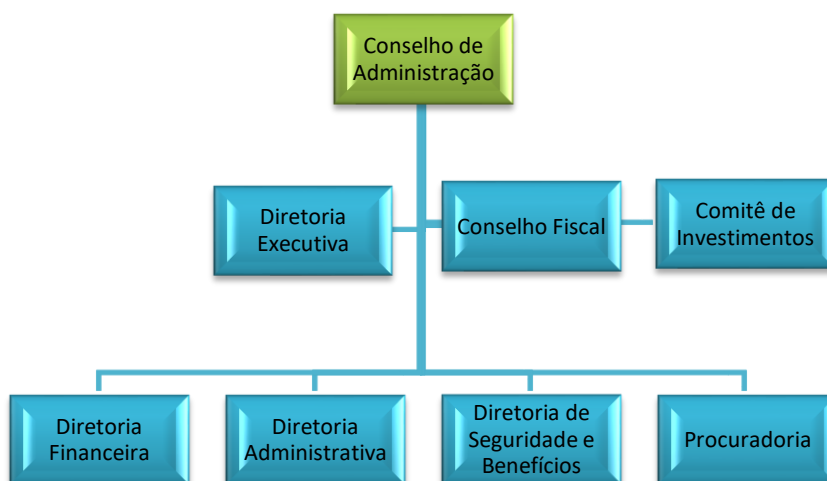 Conselho de
Administração
Diretoria
Executiva
Conselho Fiscal
Comitê de
Investimentos
Diretoria
Financeira
Diretoria
Administrativa
Diretoria de
Seguridade e
Benefícios
Procuradoria